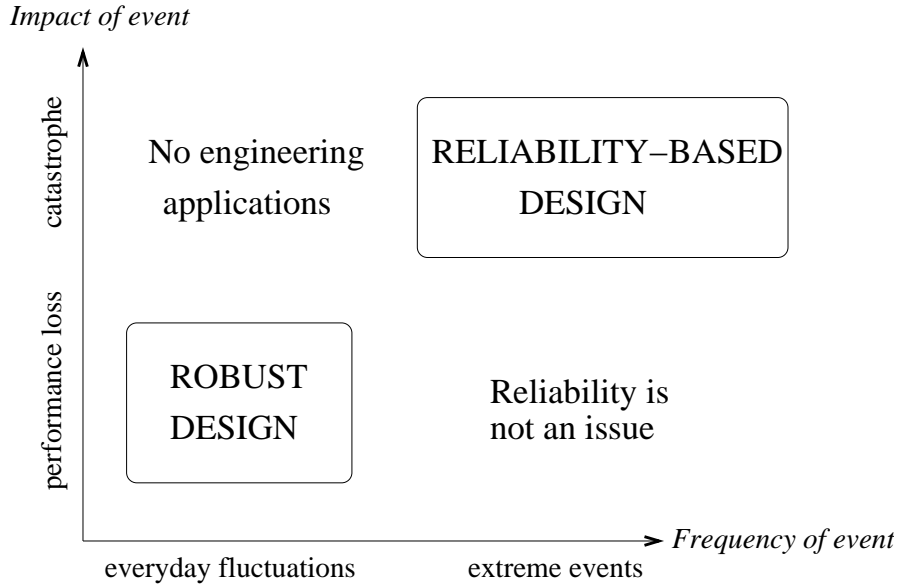 Impact of event
catastrophe
No engineering
applications
RELIABILITY–BASED
DESIGN
performance loss
ROBUST
DESIGN
Reliability is
not an issue
Frequency of event
everyday fluctuations
extreme events